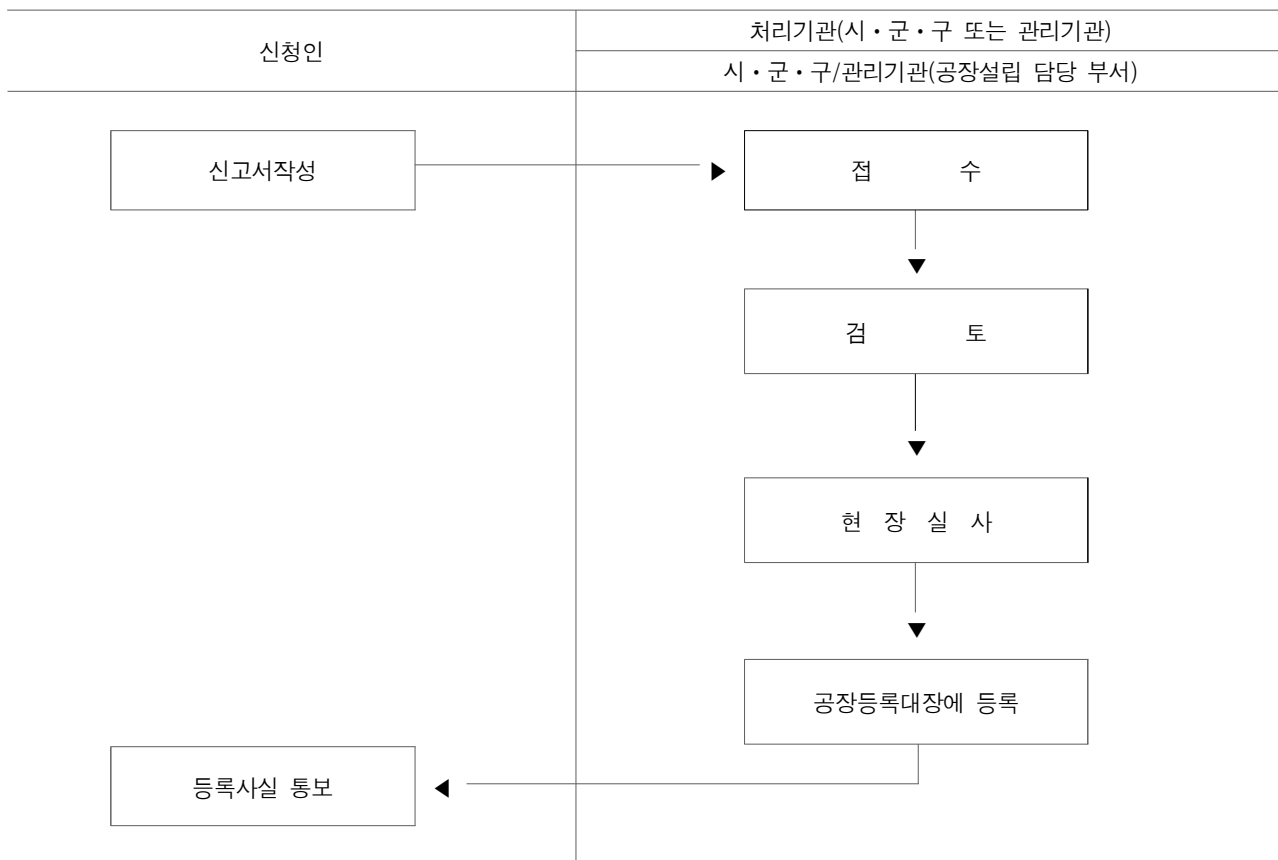 신청인
처리기관(시・군・구 또는 관리기관)
시・군・구/관리기관(공장설립 담당 부서)
신고서작성
접 수
검 토
현 장 실 사
공장등록대장에 등록
등록사실 통보